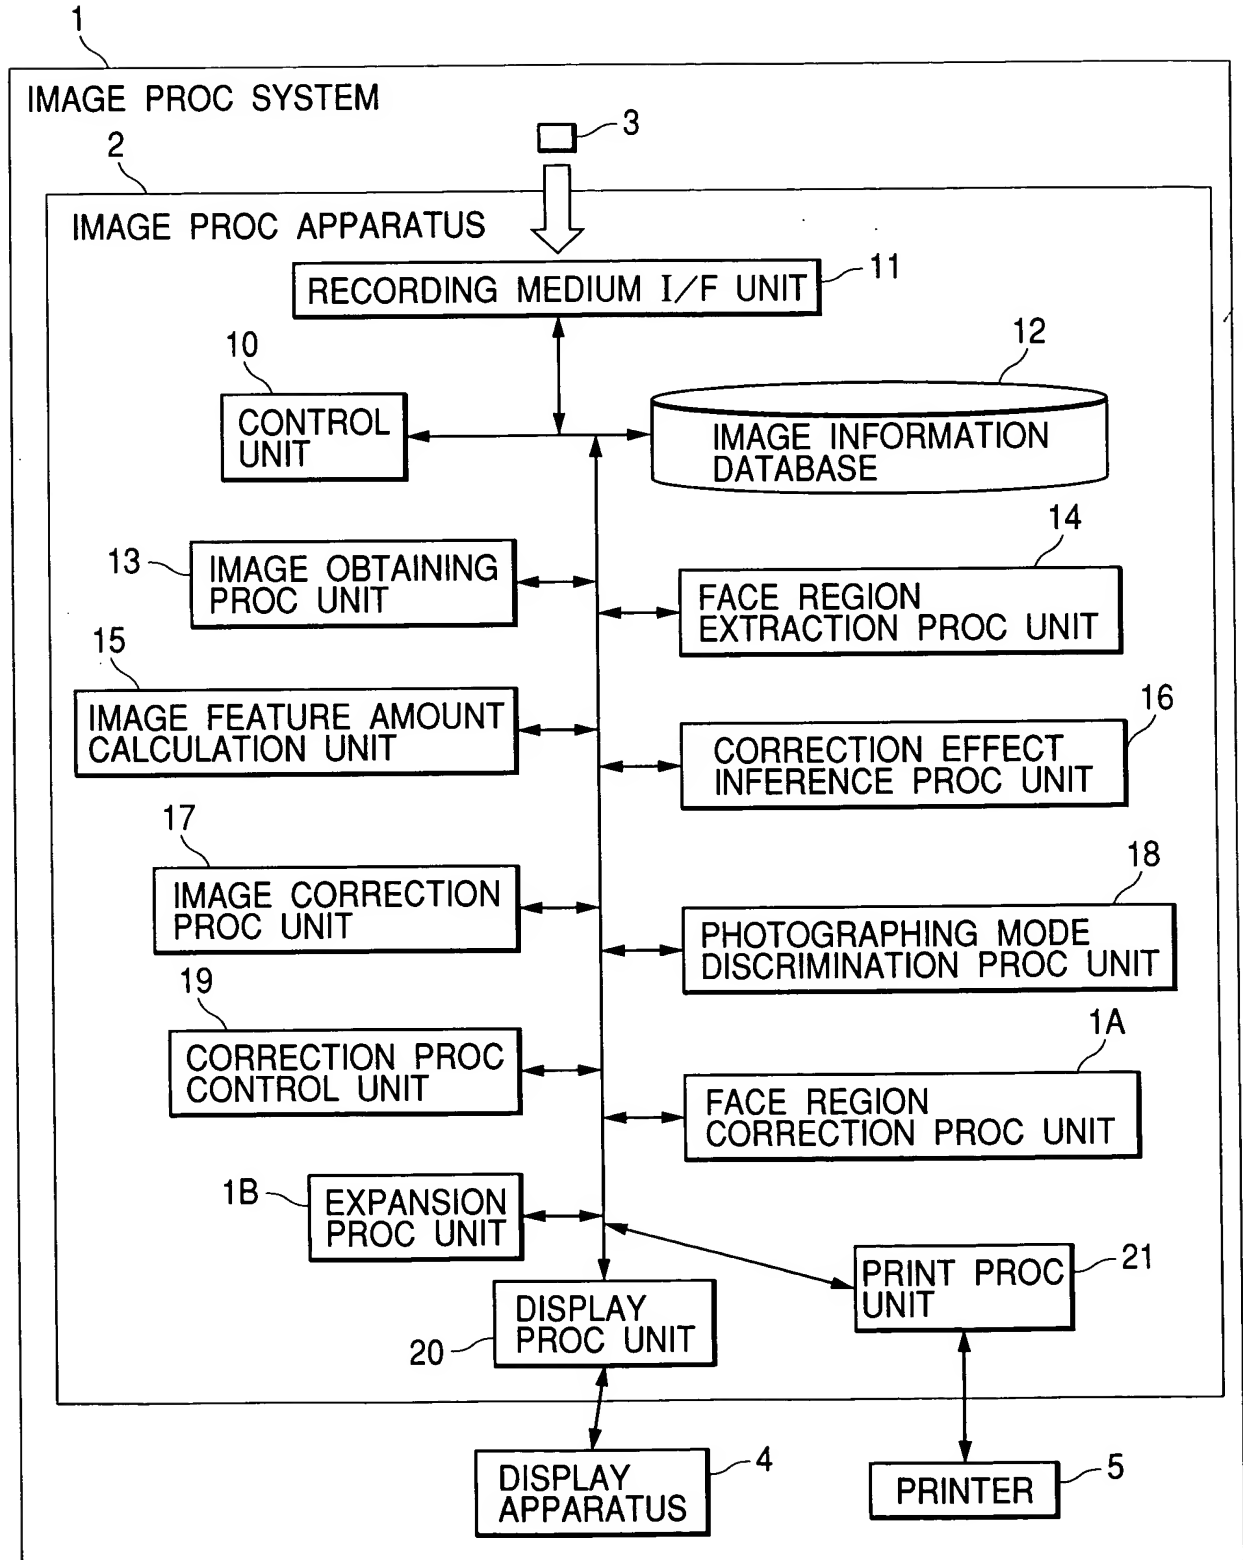 1
IMAGE PROC SYSTEM
3
2
IMAGE PROC APPARATUS
11
RECORDING MEDIUM I/F UNIT
10
12
CONTROL
UNIT
IMAGE INFORMATION
DATABASE
14
13
IMAGE OBTAINING
PROC UNIT
FACE REGION
EXTRACTION PROC UNIT
15
16
IMAGE FEATURE AMOUNT
CALCULATION UNIT
CORRECTION EFFECT
INFERENCE PROC UNIT
17
18
IMAGE CORRECTION
PROC UNIT
PHOTOGRAPHING MODE
DISCRIMINATION PROC UNIT
19
1A
CORRECTION PROC
CONTROL UNIT
FACE REGION
CORRECTION PROC UNIT
1B
EXPANSION
PROC UNIT
21
PRINT PROC
UNIT
DISPLAY
PROC UNIT
20
4
DISPLAY
APPARATUS
5
PRINTER